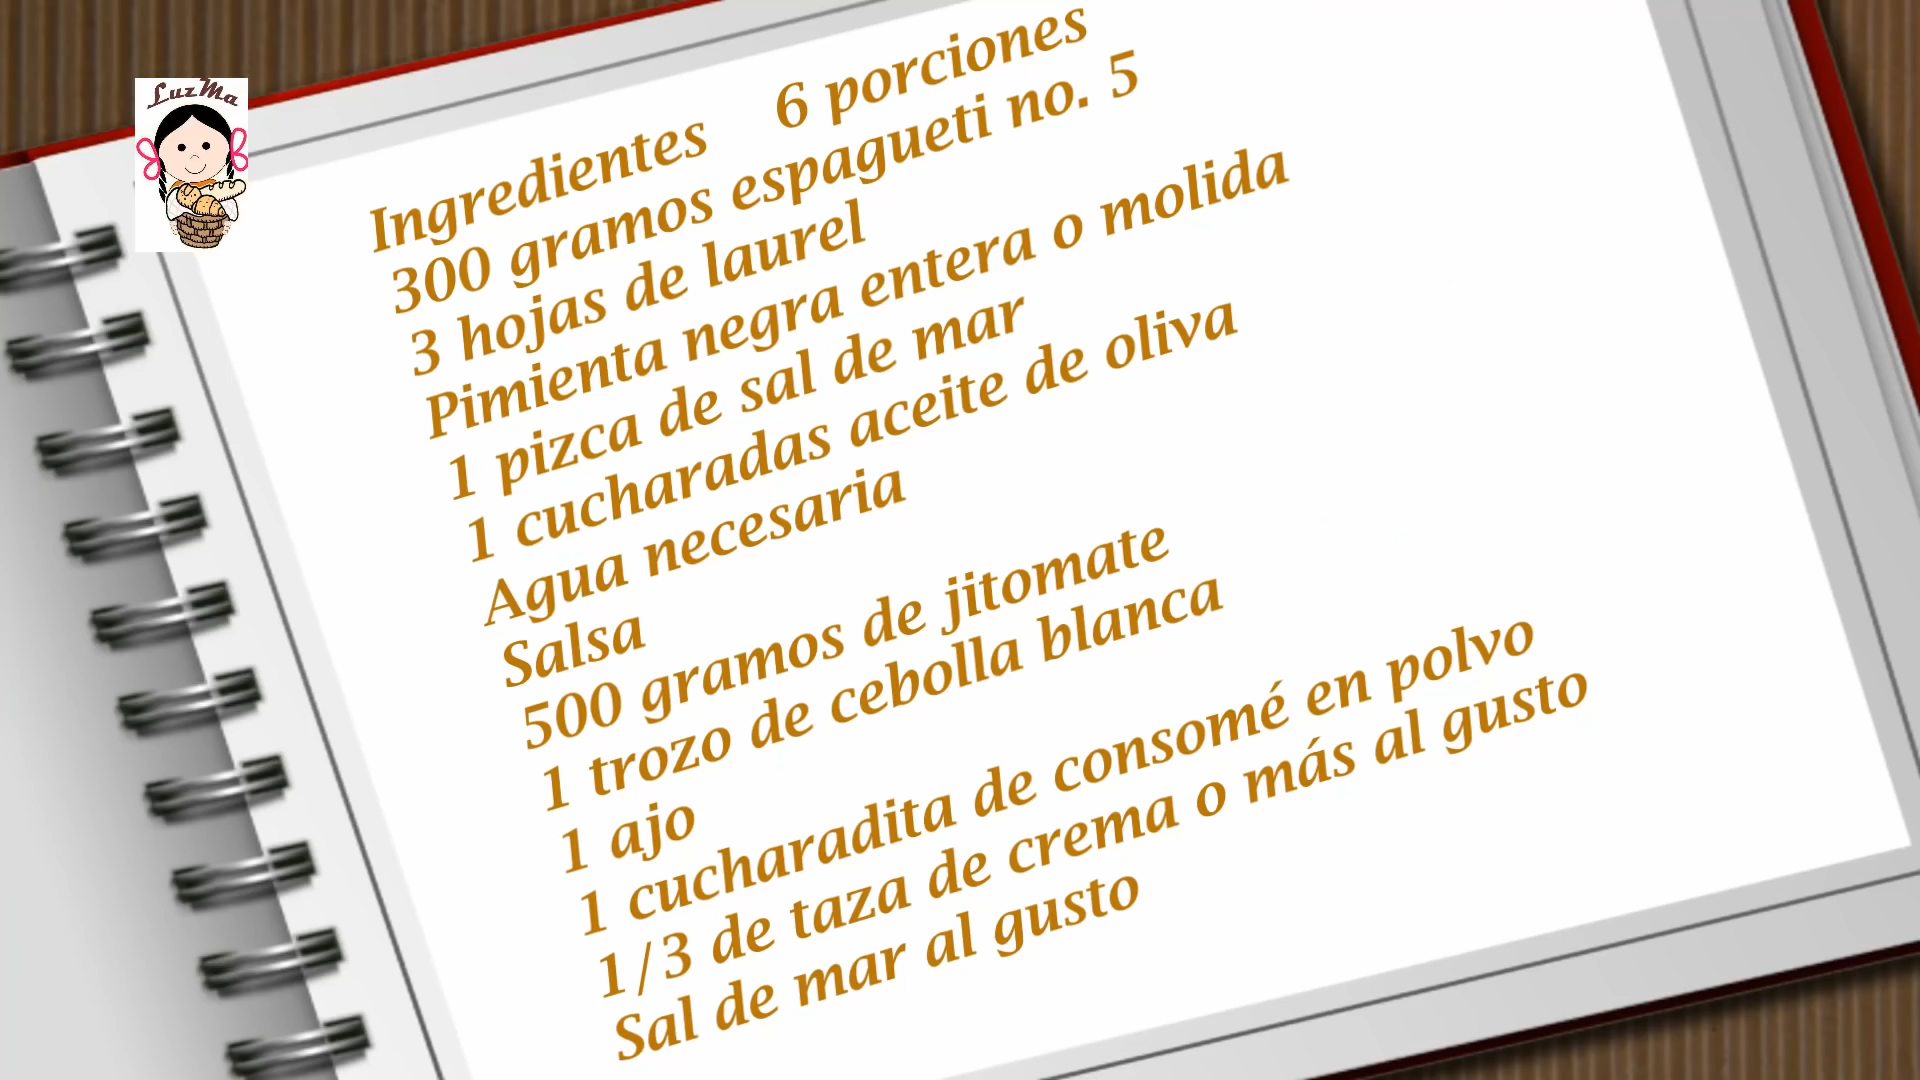 LuzMa
Ingredientes 6 porciones
300 gramos espagueti no. 5
3 hojas de laurel
Pimienta negra entera o molida
1 pizca de sal de mar
1 cucharadas aceite de oliva
Agua necesaria
Salsa
500 gramos de jitomate
1 trozo de cebolla blanca
1 ajo
1 cucharadita de consomé en polvo
1/3 de taza de crema o más al gusto
Sal de mar al gusto